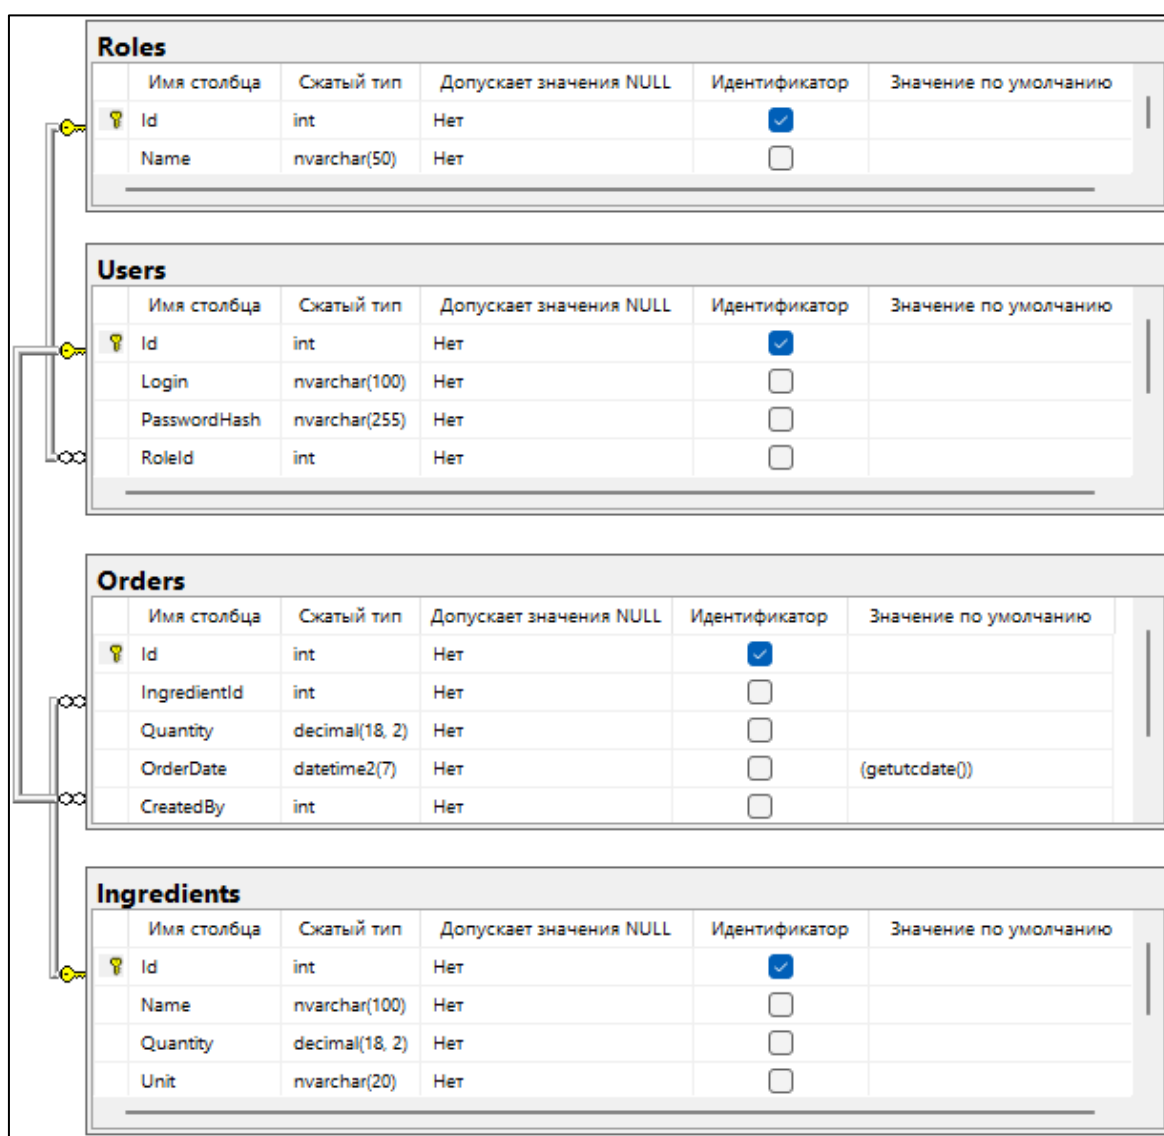 Roles
Имя столбца Сжатый тип Допускает значения NULL Идентификатор Значение по умолчанию
Id int Нет
Name nvarchar(50) Нет
Users
Имя столбца Сжатый тип Допускает значения NULL Идентификатор Значение по умолчанию
Id int Нет
Login nvarchar(100) Нет
PasswordHash nvarchar(255) Нет
RoleId int Нет
Orders
Имя столбца Сжатый тип Допускает значения NULL Идентификатор Значение по умолчанию
Id int Нет
IngredientId int Нет
Quantity decimal(18, 2) Нет
OrderDate datetime2(7) Нет (getutcdate())
CreatedBy int Нет
Ingredients
Имя столбца Сжатый тип Допускает значения NULL Идентификатор Значение по умолчанию
Id int Нет
Name nvarchar(100) Нет
Quantity decimal(18, 2) Нет
Unit nvarchar(20) Нет